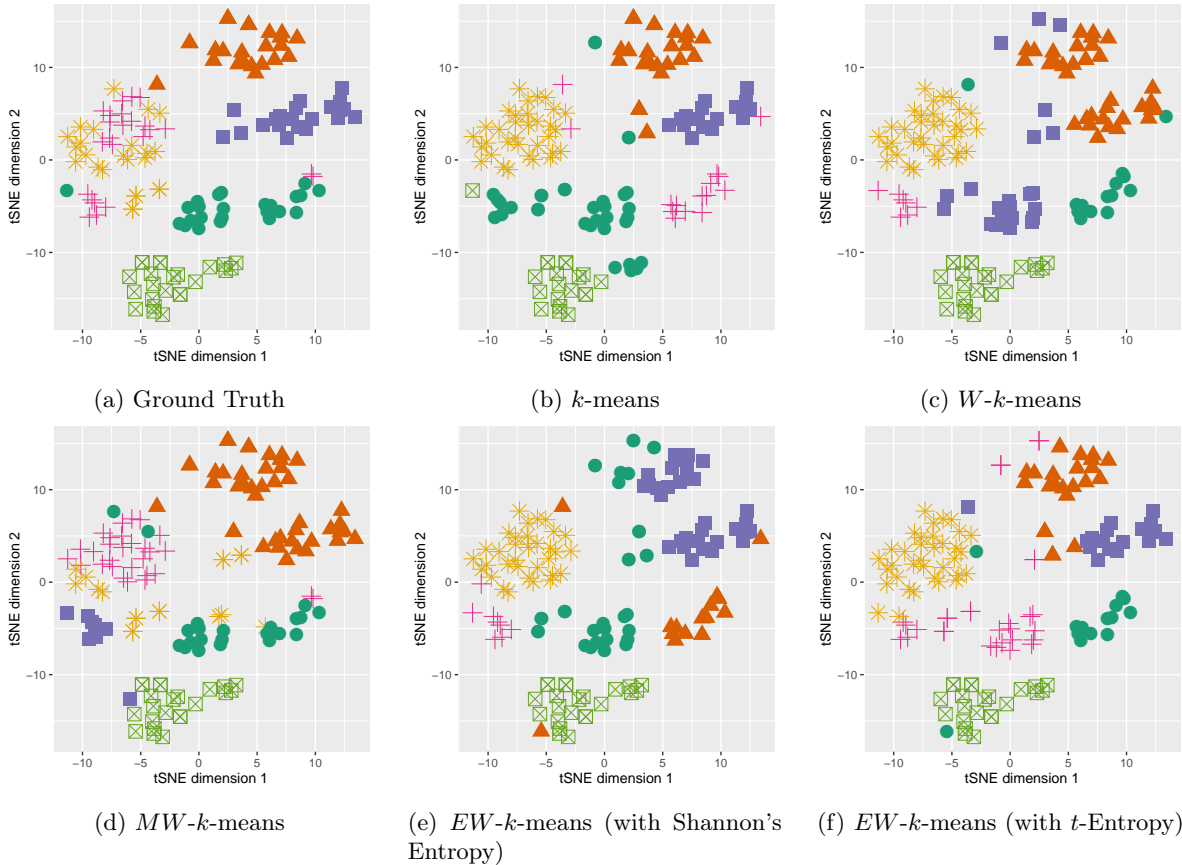 tSNE dimension 2
10
0
−10
−10
−5
0
5
10
tSNE dimension 1
(a) Ground Truth
tSNE dimension 2
10
0
−10
−10
−5
0
5
10
tSNE dimension 1
(b) k-means
tSNE dimension 2
10
0
−10
−10
−5
0
5
10
tSNE dimension 1
(c) W-k-means
tSNE dimension 2
10
0
−10
−10
−5
0
5
10
tSNE dimension 1
(d) MW-k-means
tSNE dimension 2
10
0
−10
−10
−5
0
5
10
tSNE dimension 1
(e) EW-k-means (with Shannon's
Entropy)
tSNE dimension 2
10
0
−10
−10
−5
0
5
10
tSNE dimension 1
(f) EW-k-means (with t-Entropy)